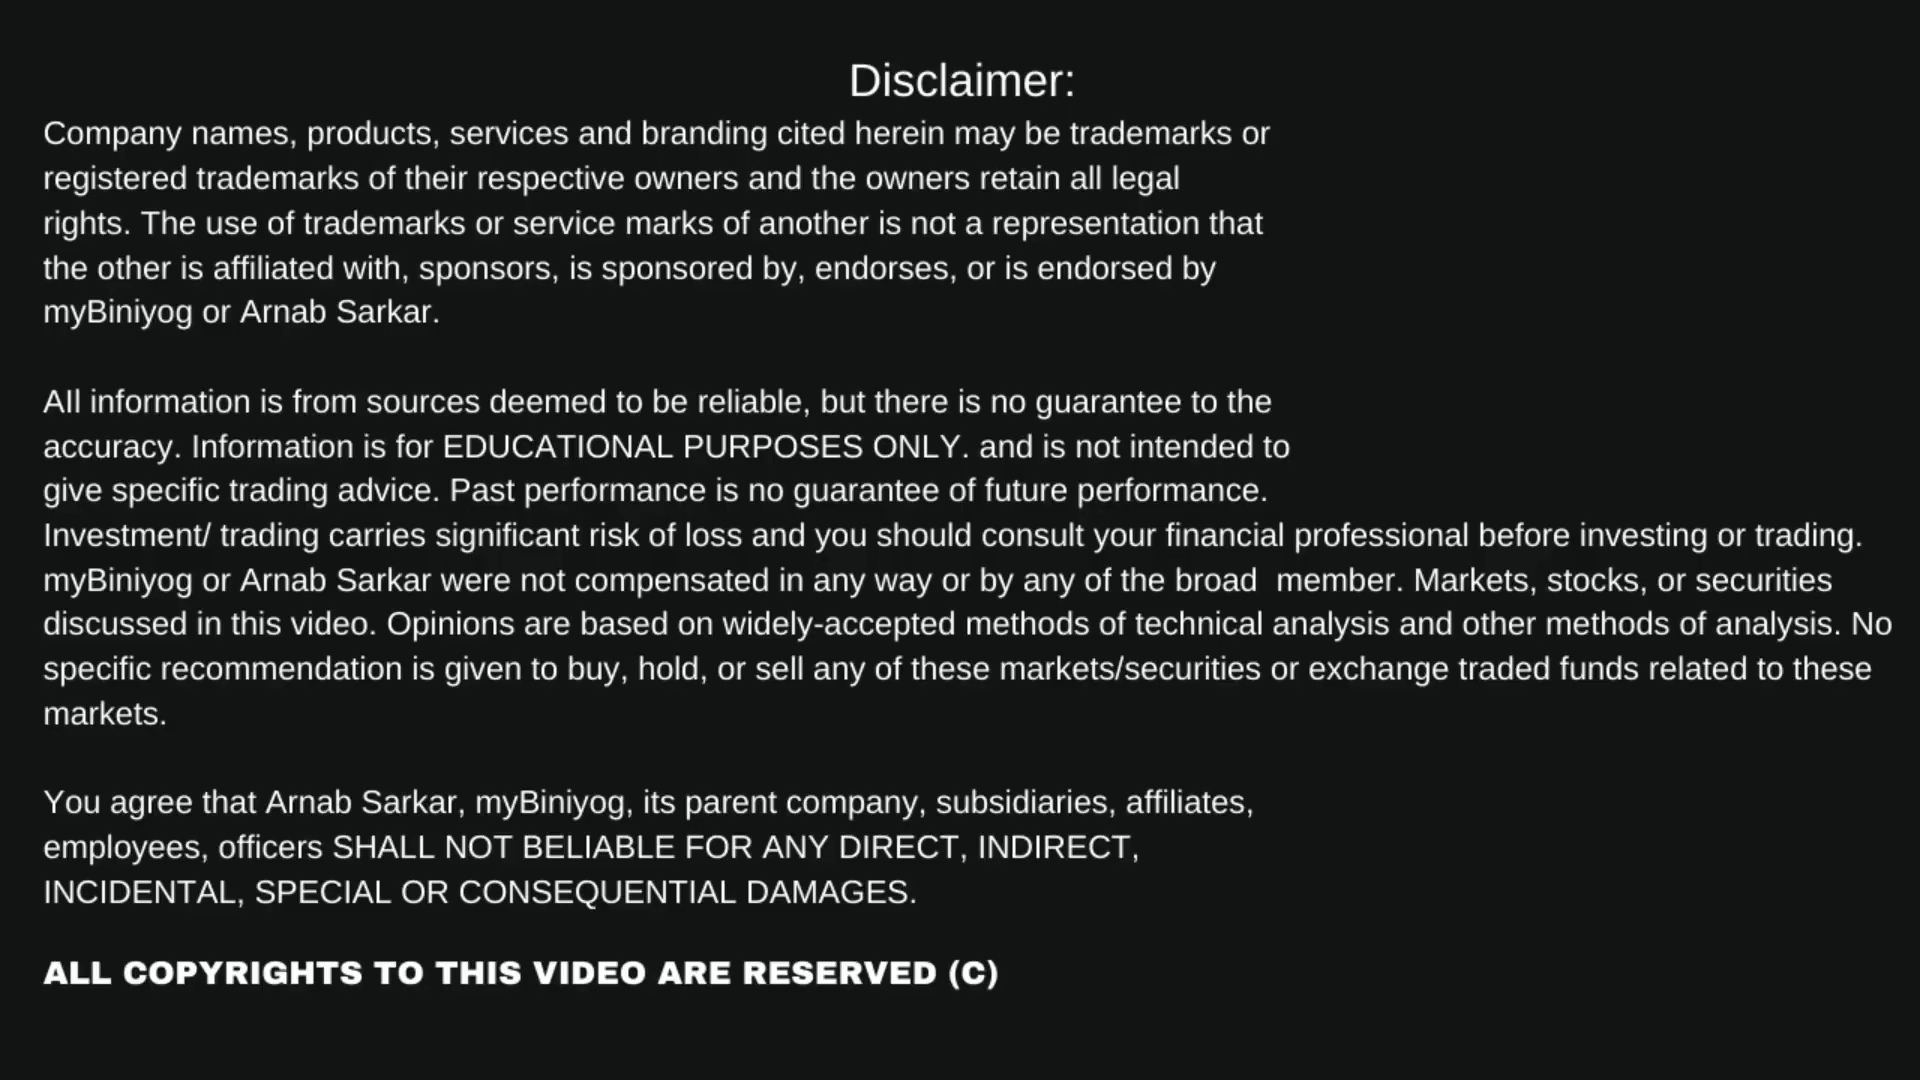 Disclaimer:
Company names, products, services and branding cited herein may be trademarks or
registered trademarks of their respective owners and the owners retain all legal
rights. The use of trademarks or service marks of another is not a representation that
the other is affiliated with, sponsors, is sponsored by, endorses, or is endorsed by
myBiniyog or Arnab Sarkar.
All information is from sources deemed to be reliable, but there is no guarantee to the
accuracy. Information is for EDUCATIONAL PURPOSES ONLY. and is not intended to
give specific trading advice. Past performance is no guarantee of future performance.
Investment/ trading carries significant risk of loss and you should consult your financial professional before investing or trading.
myBiniyog or Arnab Sarkar were not compensated in any way or by any of the broad  member. Markets, stocks, or securities
discussed in this video. Opinions are based on widely-accepted methods of technical analysis and other methods of analysis. No
specific recommendation is given to buy, hold, or sell any of these markets/securities or exchange traded funds related to these
markets.
You agree that Arnab Sarkar, myBiniyog, its parent company, subsidiaries, affiliates,
employees, officers SHALL NOT BELIABLE FOR ANY DIRECT, INDIRECT,
INCIDENTAL, SPECIAL OR CONSEQUENTIAL DAMAGES.
ALL COPYRIGHTS TO THIS VIDEO ARE RESERVED (C)